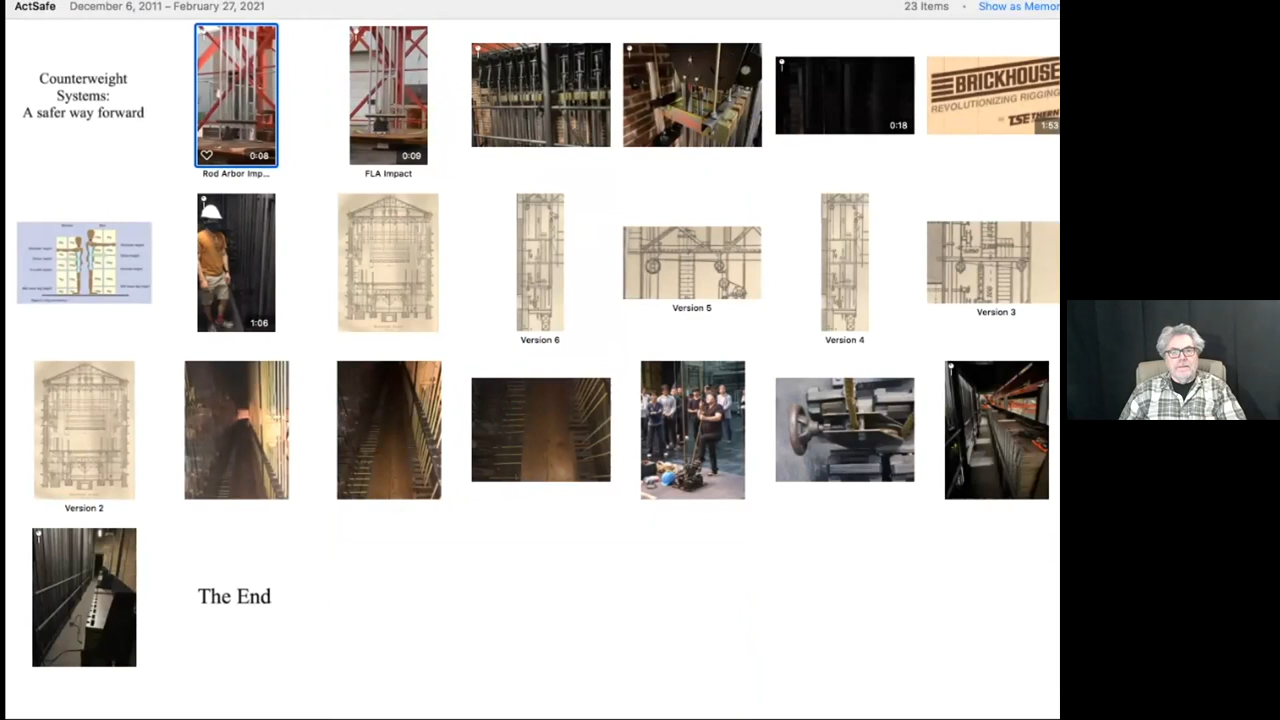 ActSafe December 6, 2011 – February 27, 2021 23 Items · Show as Memor
Counterweight
Systems:
A safer way forward
0:08
Rod Arbor Imp...
0:09
FLA Impact
0:18
BRICKHOUSE
REVOLUTIONIZING RIGGING
1:53
1:06
Version 6
Version 5
Version 4
Version 3
Version 2
The End